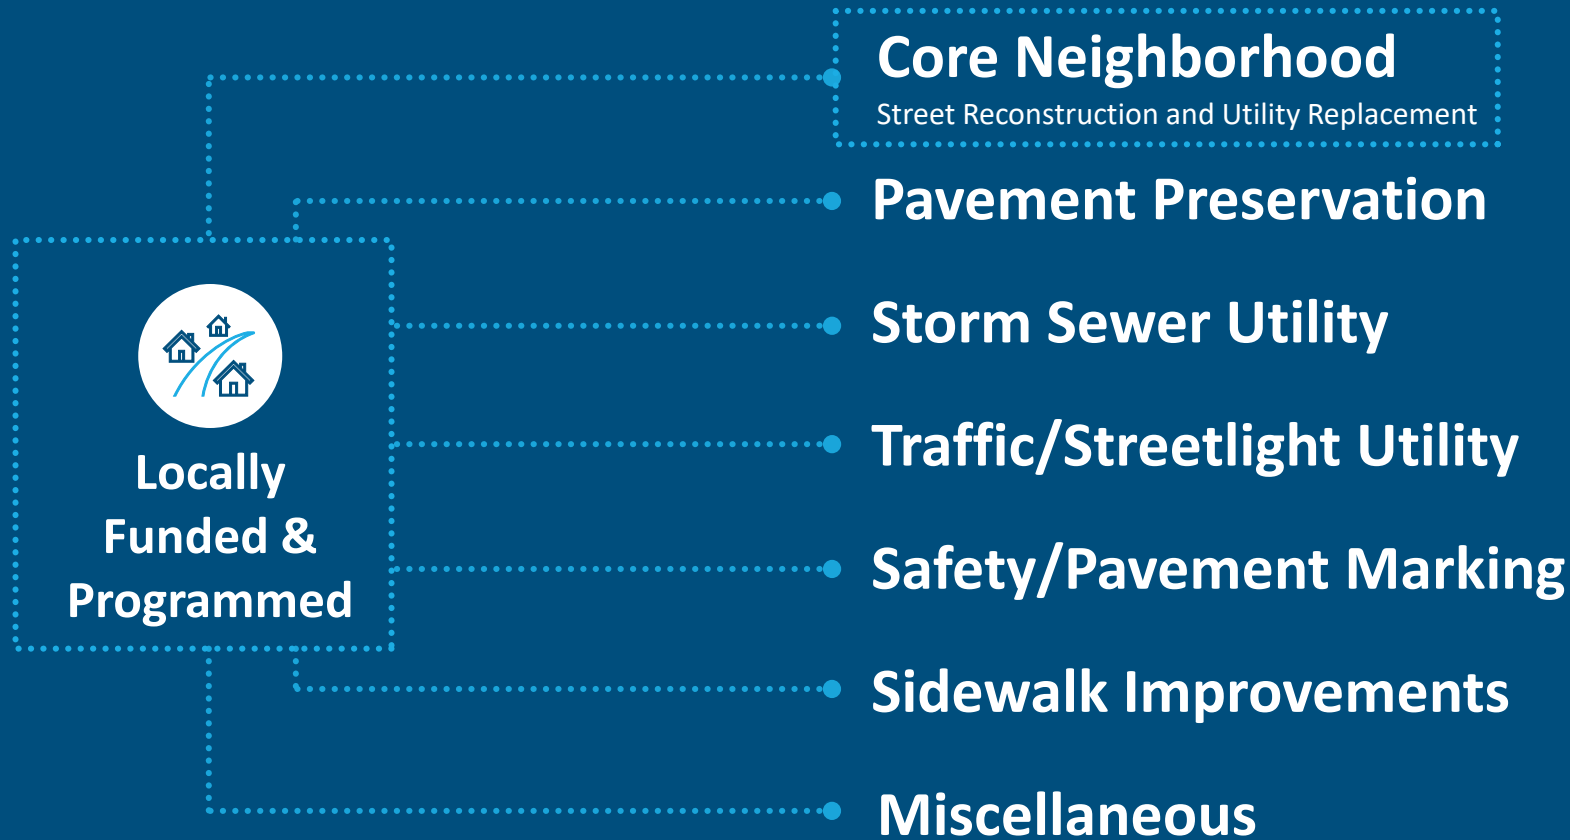 Core Neighborhood
Street Reconstruction and Utility Replacement
Pavement Preservation
Storm Sewer Utility
Traffic/Streetlight Utility
Safety/Pavement Marking
Sidewalk Improvements
Miscellaneous
Locally
Funded &
Programmed